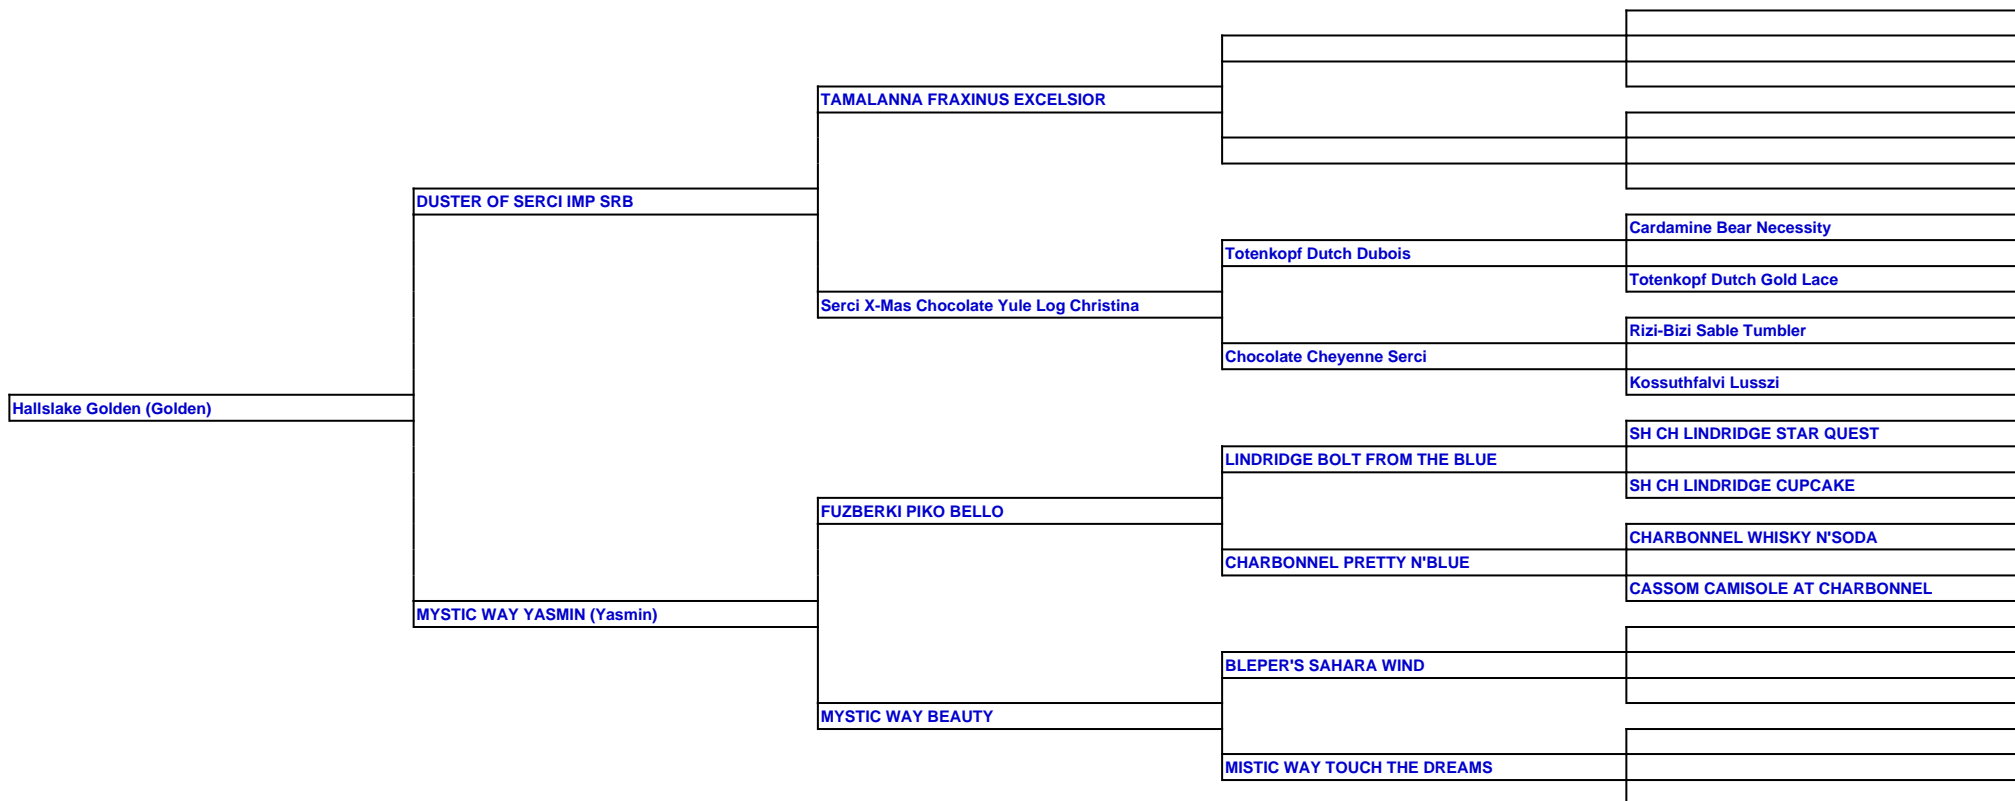 TAMALANNA FRAXINUS EXCELSIOR
DUSTER OF SERCI IMP SRB
Cardamine Bear Necessity
Totenkopf Dutch Dubois
Totenkopf Dutch Gold Lace
Serci X-Mas Chocolate Yule Log Christina
Rizi-Bizi Sable Tumbler
Chocolate Cheyenne Serci
Kossuthfalvi Lusszi
Hallslake Golden (Golden)
SH CH LINDRIDGE STAR QUEST
LINDRIDGE BOLT FROM THE BLUE
SH CH LINDRIDGE CUPCAKE
FUZBERKI PIKO BELLO
CHARBONNEL WHISKY N'SODA
CHARBONNEL PRETTY N'BLUE
CASSOM CAMISOLE AT CHARBONNEL
MYSTIC WAY YASMIN (Yasmin)
BLEPER'S SAHARA WIND
MYSTIC WAY BEAUTY
MISTIC WAY TOUCH THE DREAMS